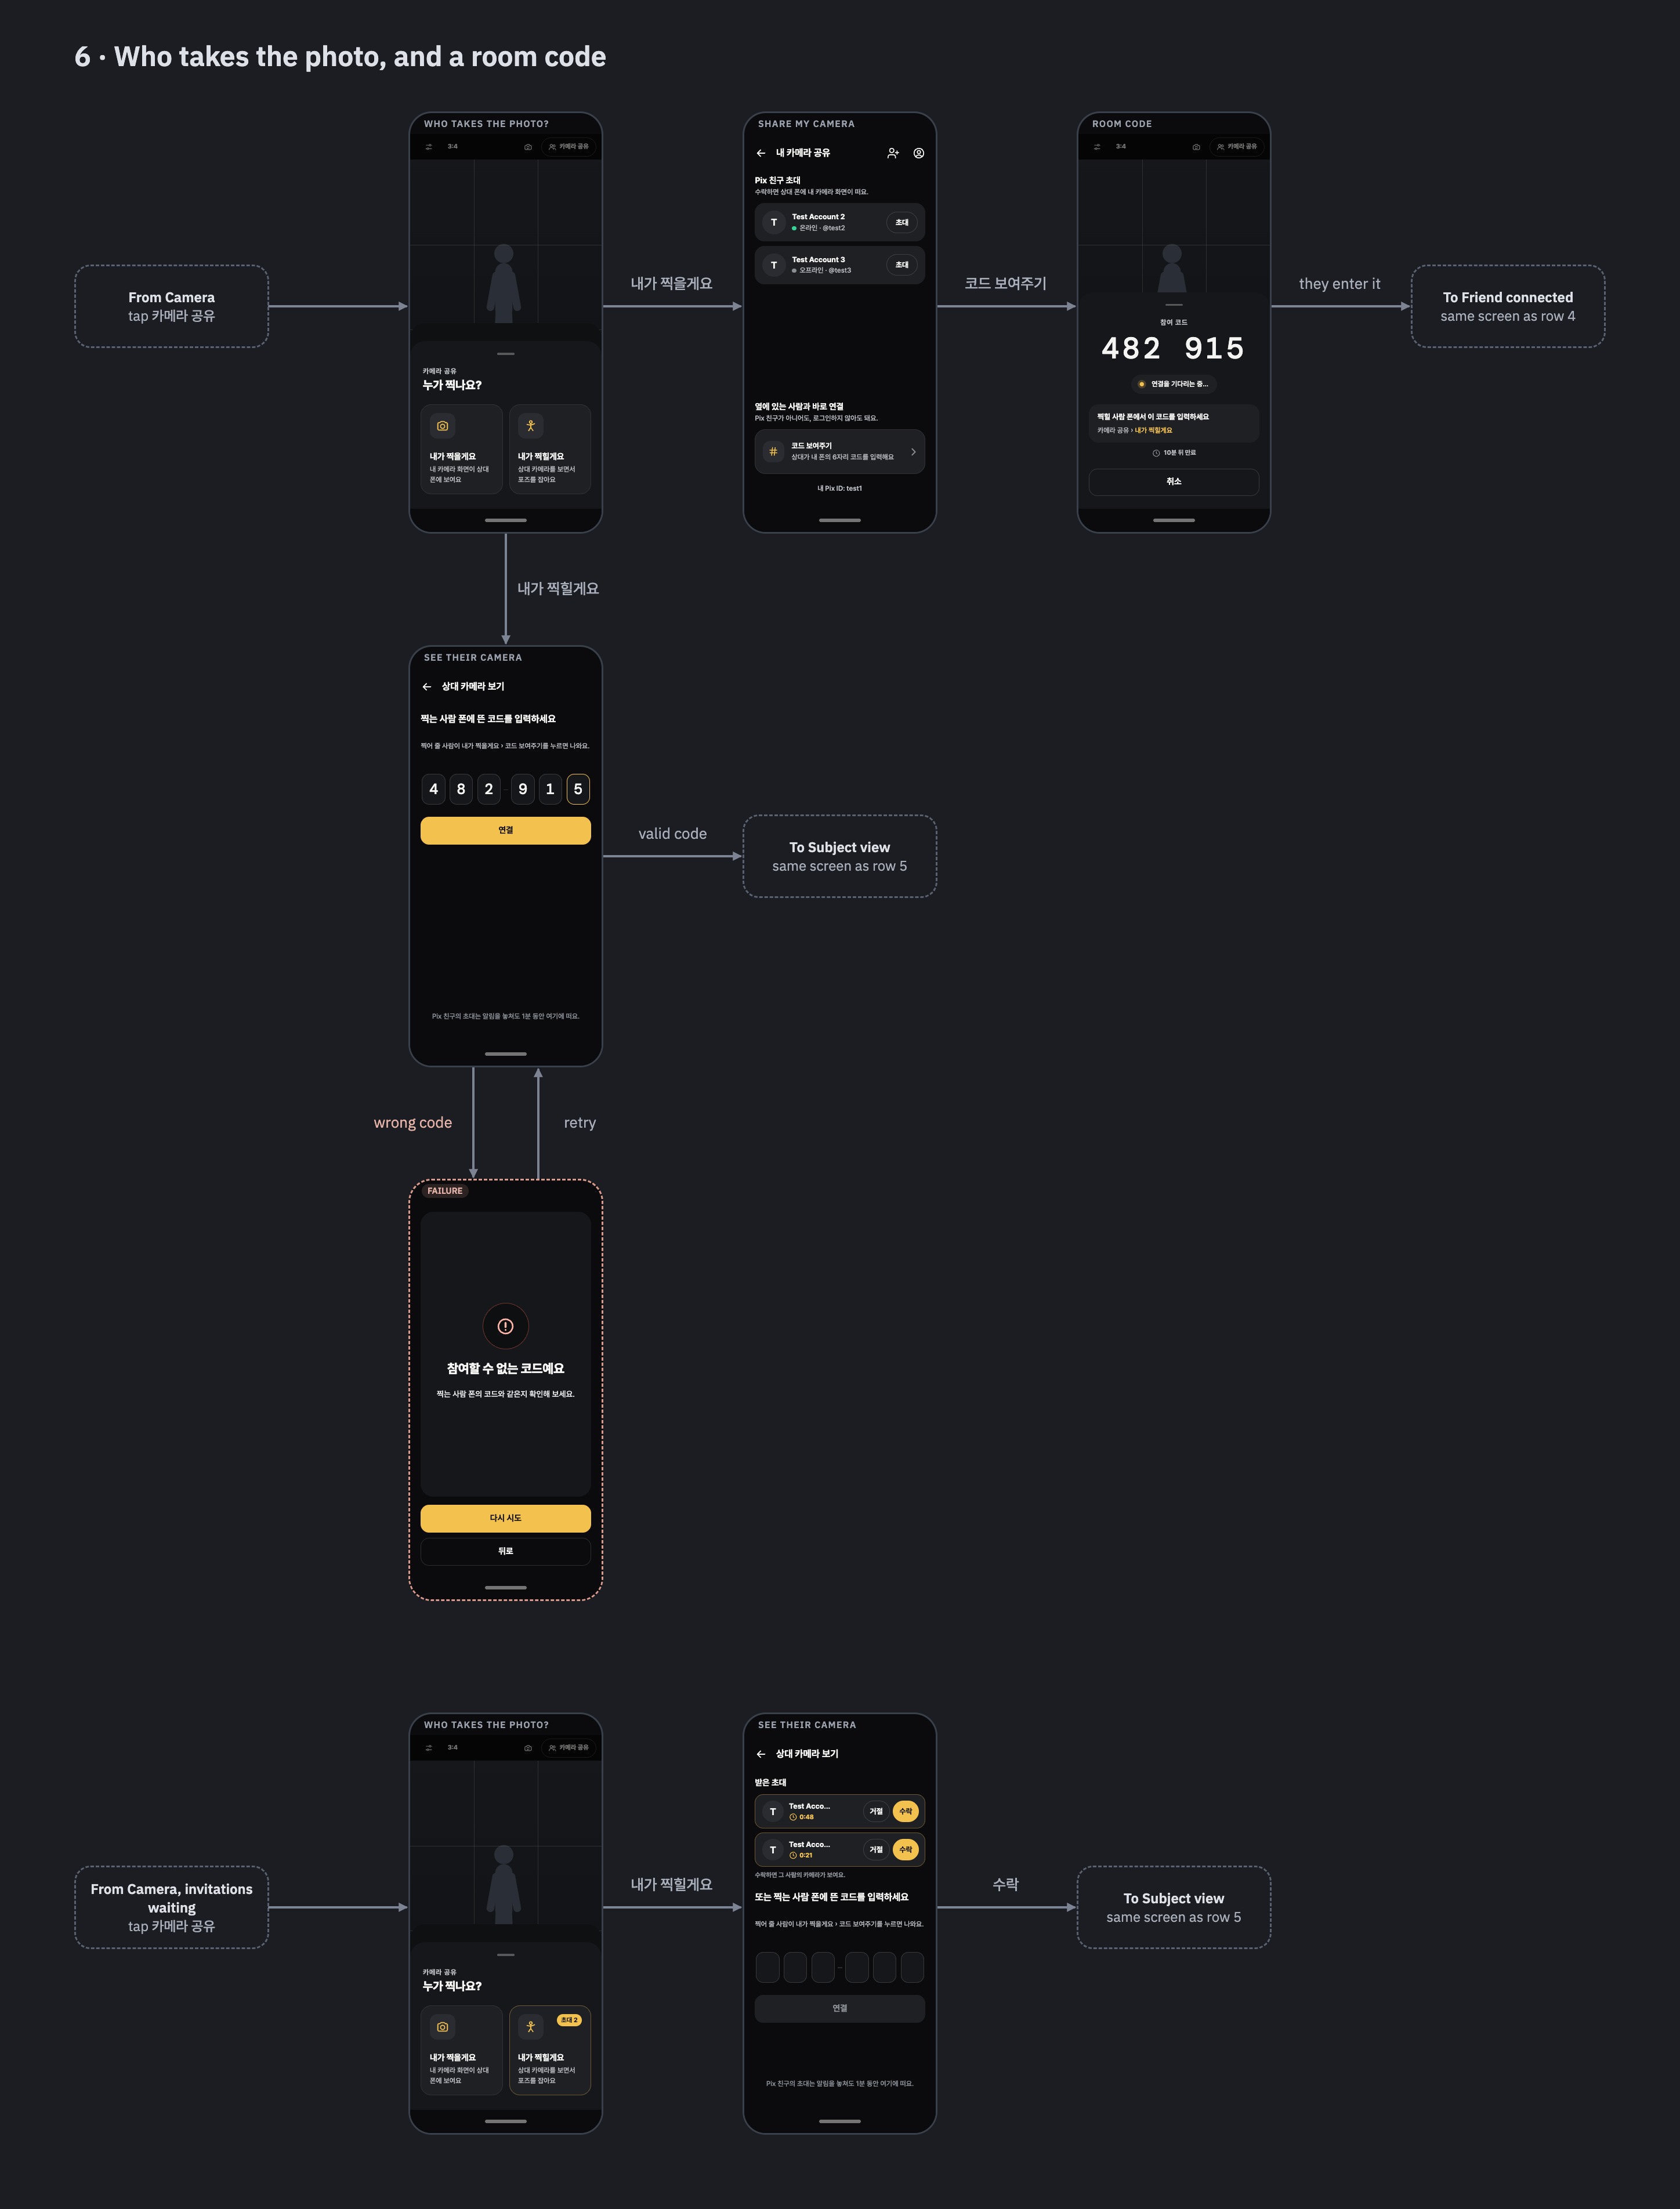 6 · Who takes the photo, and a room code
WHO TAKES THE PHOTO?
3:4
카메라 공유
카메라 공유
누가 찍나요?
내가 찍을게요
내 카메라 화면이 상대
폰에 보여요
내가 찍힐게요
상대 카메라를 보면서
포즈를 잡아요
SHARE MY CAMERA
내 카메라 공유
Pix 친구 초대
수락하면 상대 폰에 내 카메라 화면이 떠요.
T
Test Account 2
온라인 · @test2
초대
T
Test Account 3
오프라인 · @test3
초대
옆에 있는 사람과 바로 연결
Pix 친구가 아니어도, 로그인하지 않아도 돼요.
코드 보여주기
상대가 내 폰의 6자리 코드를 입력해요
내 Pix ID: test1
ROOM CODE
3:4
카메라 공유
참여 코드
482 915
연결을 기다리는 중...
찍힐 사람 폰에서 이 코드를 입력하세요
카메라 공유 › 내가 찍힐게요
10분 뒤 만료
취소
From Camera
tap 카메라 공유
내가 찍을게요
코드 보여주기
they enter it
To Friend connected
same screen as row 4
내가 찍힐게요
SEE THEIR CAMERA
상대 카메라 보기
찍는 사람 폰에 뜬 코드를 입력하세요
찍어 줄 사람이 내가 찍을게요 › 코드 보여주기를 누르면 나와요.
4 8 2 - 9 1 5
연결
Pix 친구의 초대는 알림을 놓쳐도 1분 동안 여기에 떠요.
valid code
To Subject view
same screen as row 5
wrong code
retry
FAILURE
참여할 수 없는 코드예요
찍는 사람 폰의 코드와 같은지 확인해 보세요.
다시 시도
뒤로
WHO TAKES THE PHOTO?
3:4
카메라 공유
카메라 공유
누가 찍나요?
내가 찍을게요
내 카메라 화면이 상대
폰에 보여요
초대 2
내가 찍힐게요
상대 카메라를 보면서
포즈를 잡아요
SEE THEIR CAMERA
상대 카메라 보기
받은 초대
T
Test Acco...
0:48
거절
수락
T
Test Acco...
0:21
거절
수락
수락하면 그 사람의 카메라가 보여요.
또는 찍는 사람 폰에 뜬 코드를 입력하세요
찍어 줄 사람이 내가 찍을게요 › 코드 보여주기를 누르면 나와요.
-
연결
Pix 친구의 초대는 알림을 놓쳐도 1분 동안 여기에 떠요.
From Camera, invitations
waiting
tap 카메라 공유
내가 찍힐게요
수락
To Subject view
same screen as row 5